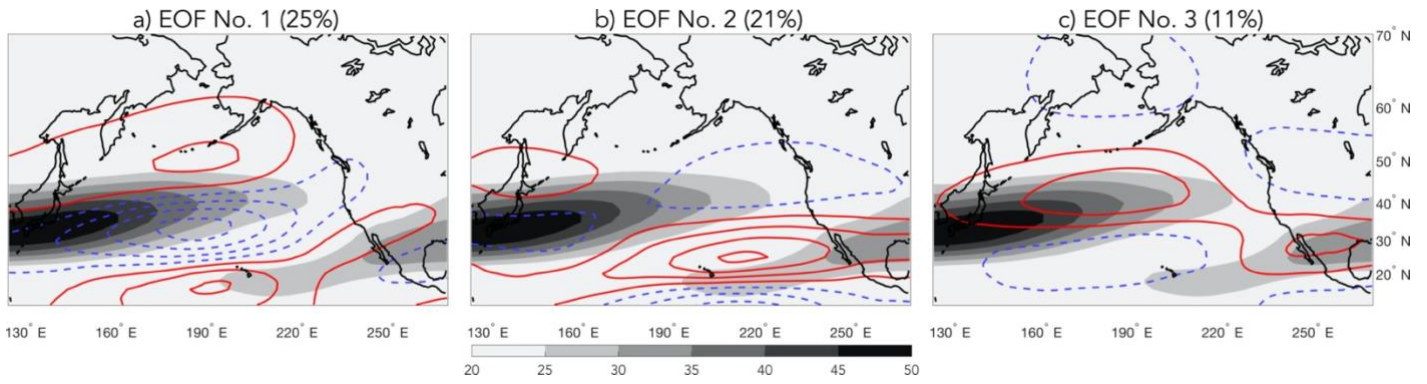 a) EOF No. 1 (25%)
b) EOF No. 2 (21%)
c) EOF No. 3 (11%)
70° N
60° N
50° N
40° N
30° N
20° N
130° E 160° E 190° E 220° E 250° E
130° E 160° E 190° E 220° E 250° E
130° E 160° E 190° E 220° E 250° E
20 25 30 35 40 45 50